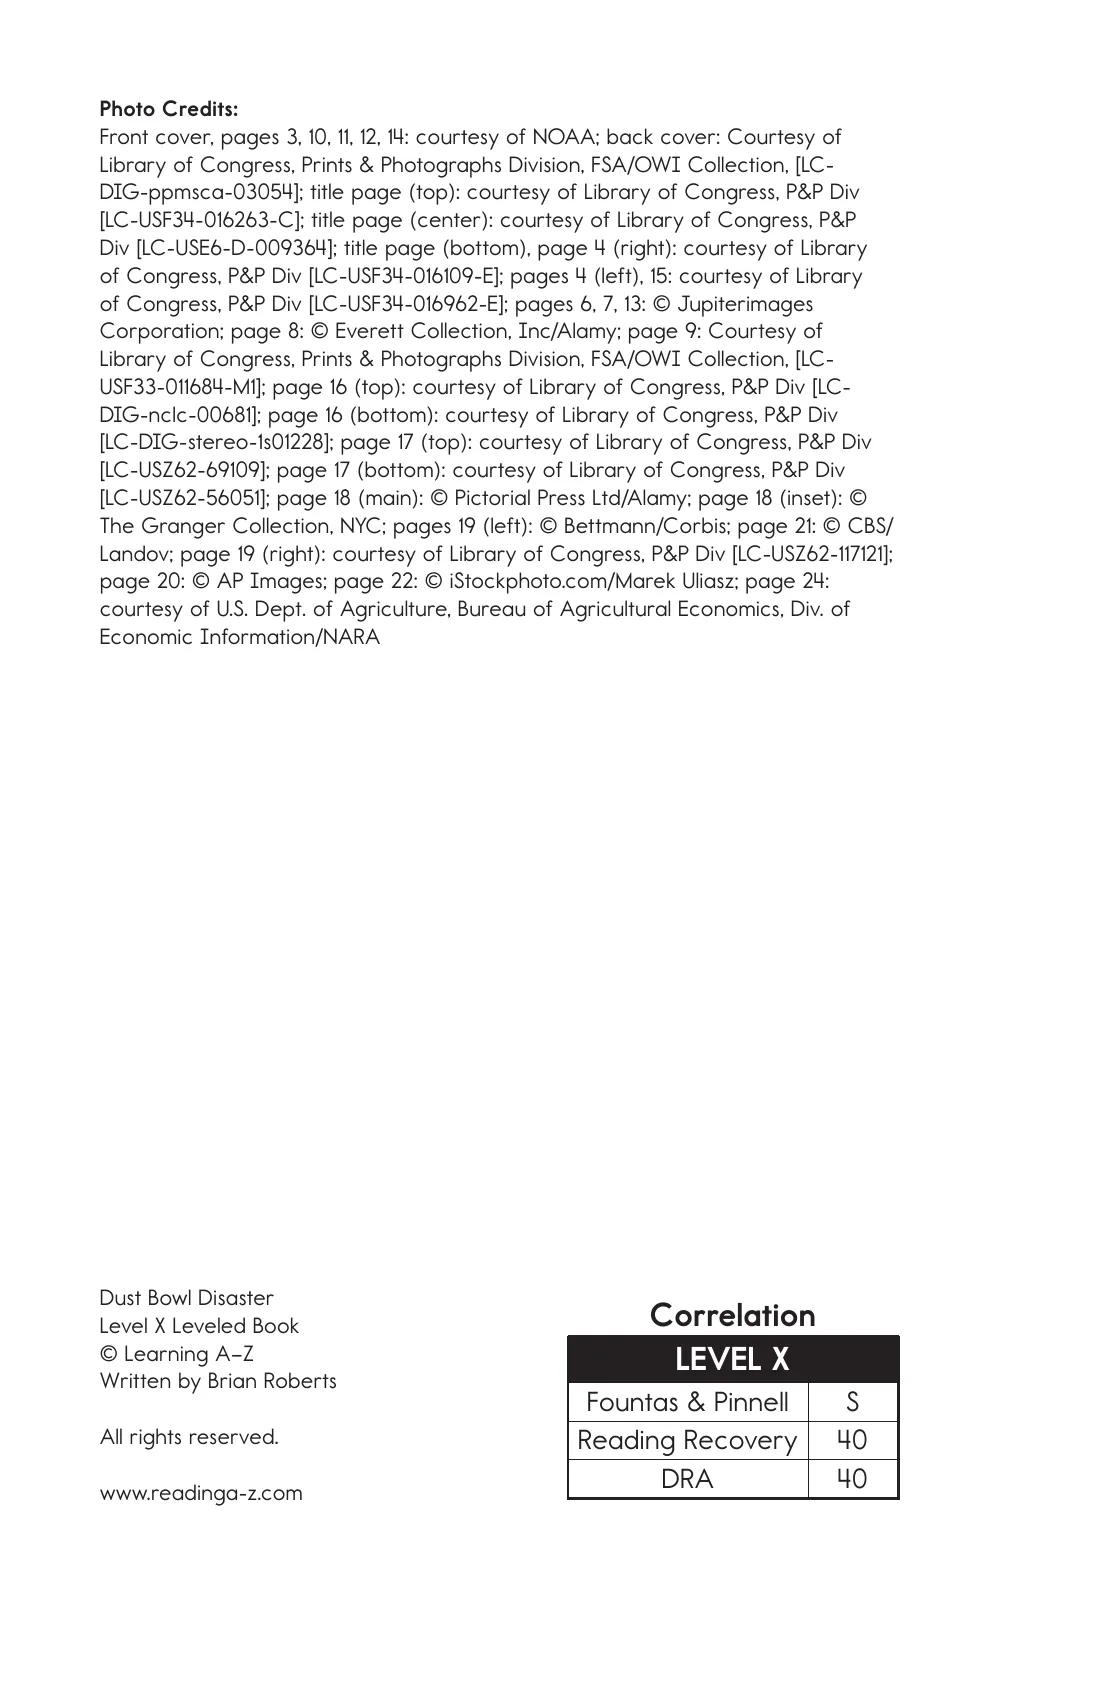 Photo Credits:
Front cover, pages 3, 10, 11, 12, 14: courtesy of NOAA; back cover: Courtesy of
Library of Congress, Prints & Photographs Division, FSA/OWI Collection, [LC-
DIG-ppmsca-03054]; title page (top): courtesy of Library of Congress, P&P Div
[LC-USF34-016263-C]; title page (center): courtesy of Library of Congress, P&P
Div [LC-USE6-D-009364]; title page (bottom), page 4 (right): courtesy of Library
of Congress, P&P Div [LC-USF34-016109-E]; pages 4 (left), 15: courtesy of Library
of Congress, P&P Div [LC-USF34-016962-E]; pages 6, 7, 13: © Jupiterimages
Corporation; page 8: © Everett Collection, Inc/Alamy; page 9: Courtesy of
Library of Congress, Prints & Photographs Division, FSA/OWI Collection, [LC-
USF33-011684-M1]; page 16 (top): courtesy of Library of Congress, P&P Div [LC-
DIG-nclc-00681]; page 16 (bottom): courtesy of Library of Congress, P&P Div
[LC-DIG-stereo-1s01228]; page 17 (top): courtesy of Library of Congress, P&P Div
[LC-USZ62-69109]; page 17 (bottom): courtesy of Library of Congress, P&P Div
[LC-USZ62-56051]; page 18 (main): © Pictorial Press Ltd/Alamy; page 18 (inset): ©
The Granger Collection, NYC; pages 19 (left): © Bettmann/Corbis; page 21: © CBS/
Landov; page 19 (right): courtesy of Library of Congress, P&P Div [LC-USZ62-117121];
page 20: © AP Images; page 22: © iStockphoto.com/Marek Uliasz; page 24:
courtesy of U.S. Dept. of Agriculture, Bureau of Agricultural Economics, Div. of
Economic Information/NARA
Dust Bowl Disaster
Level X Leveled Book
© Learning A–Z
Written by Brian Roberts
All rights reserved.
www.readinga-z.com
Correlation
LEVEL X
Fountas & Pinnell S
Reading Recovery 40
DRA 40